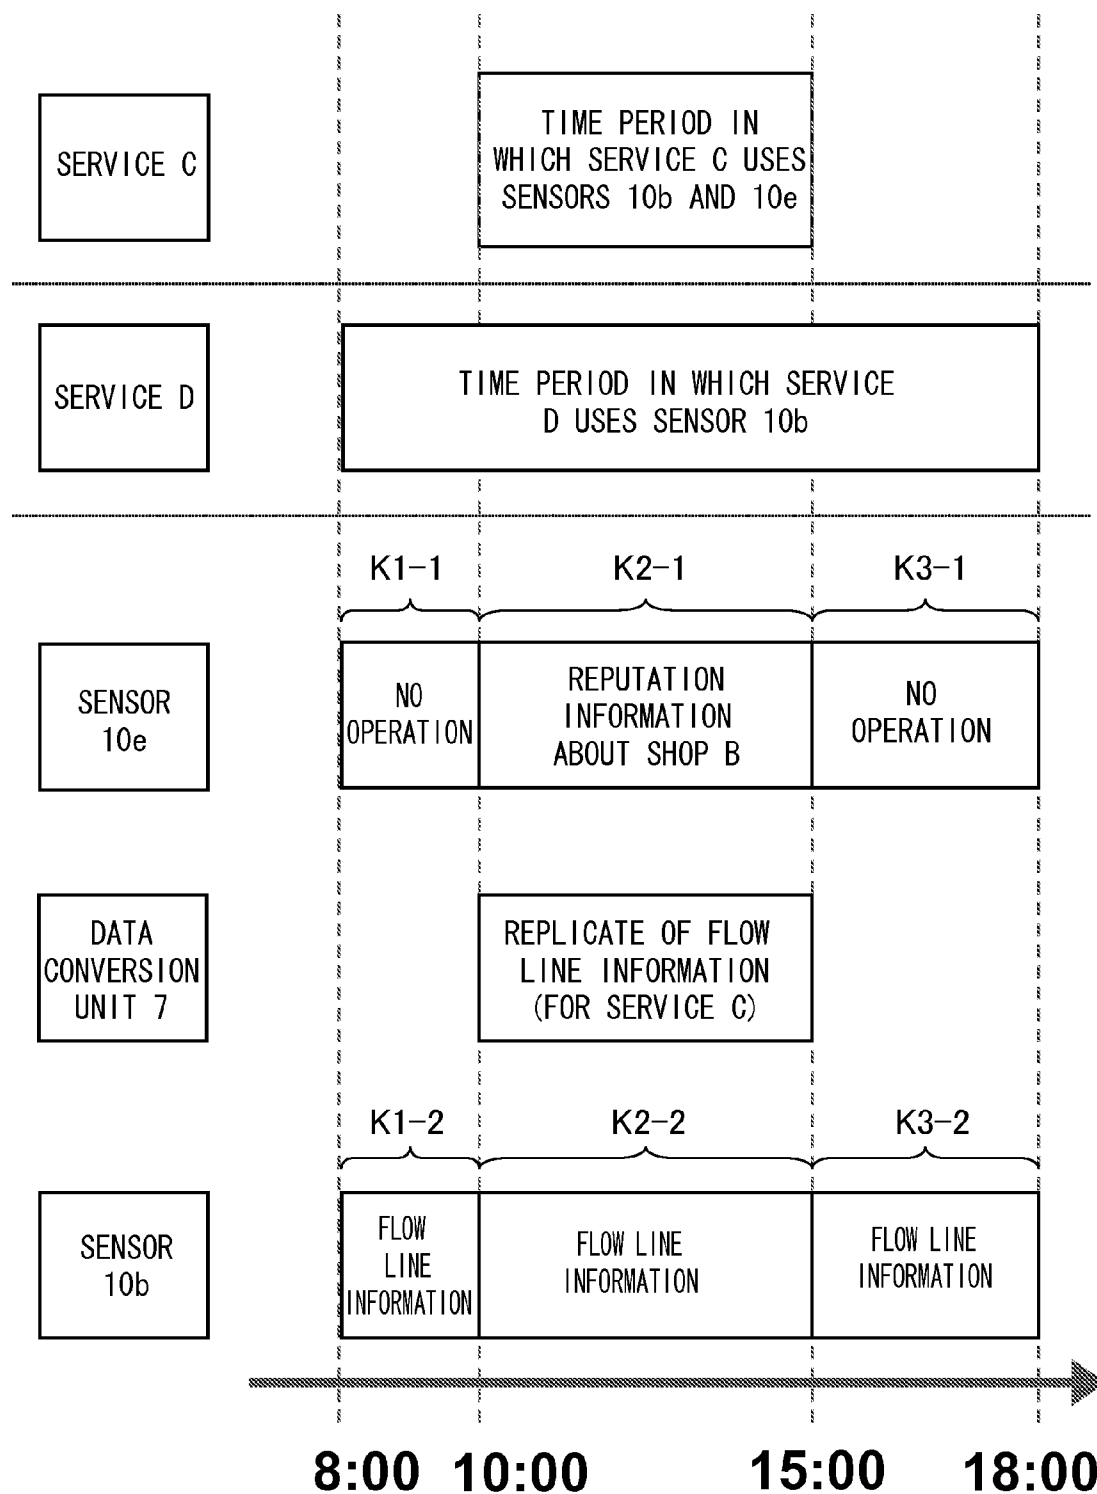 SERVICE C
TIME PERIOD IN
WHICH SERVICE C USES
SENSORS 10b AND 10e
SERVICE D
TIME PERIOD IN WHICH SERVICE
D USES SENSOR 10b
K1-1
K2-1
K3-1
SENSOR
10e
NO
OPERATION
REPUTATION
INFORMATION
ABOUT SHOP B
NO
OPERATION
DATA
CONVERSION
UNIT 7
REPLICATE OF FLOW
LINE INFORMATION
(FOR SERVICE C)
K1-2
K2-2
K3-2
SENSOR
10b
FLOW
LINE
INFORMATION
FLOW LINE
INFORMATION
FLOW LINE
INFORMATION
8:00
10:00
15:00
18:00